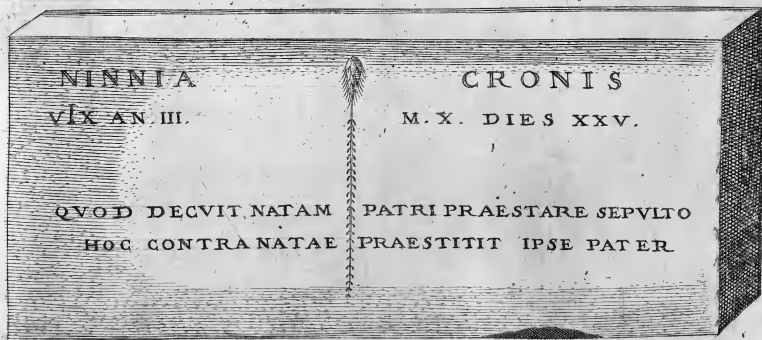 NINNIA CRONIS
VIX AN. III. M. X. DIES XXV.
QVOD DECVIT NATAM PATRI PRAESTARE SEPVLTO
HOC CONTRA NATAE PRAESTITIT IPSE PATER